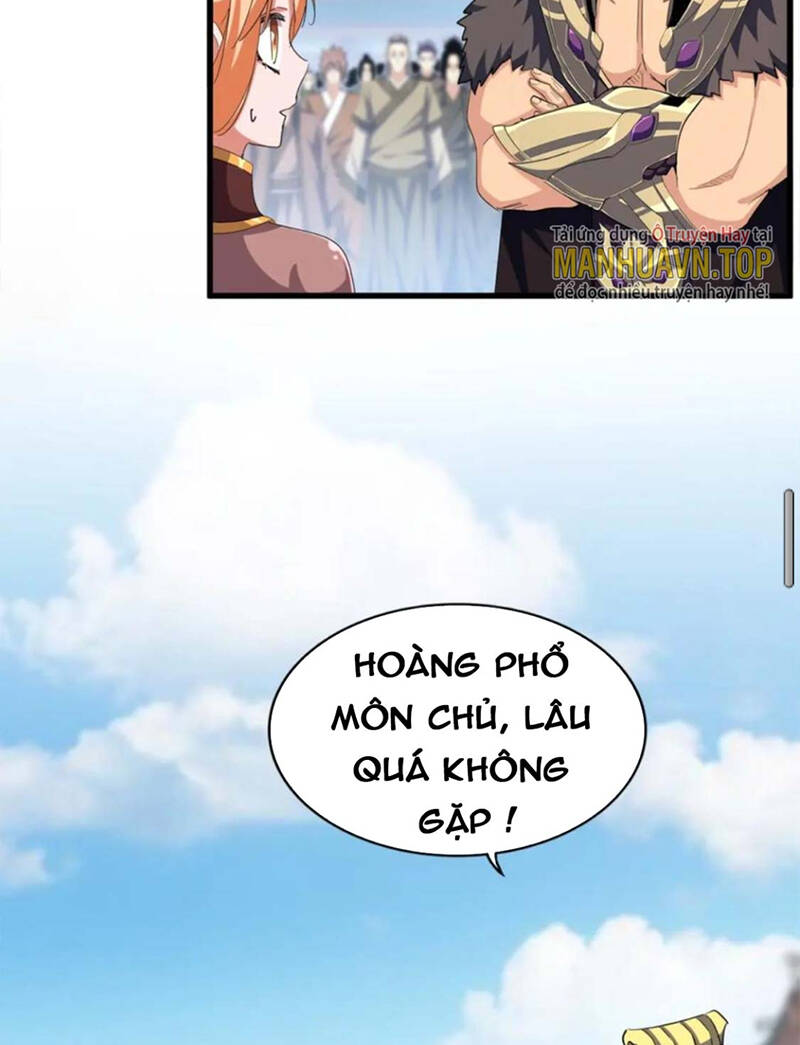 Tải ứng dụng Ổ Truyện Hay tại
MANHUAVN.TOP
để đọc nhiều truyện hay nhé!
HOÀNG PHỔ
MÔN CHỦ, LÂU
QUÁ KHÔNG
GẶP !